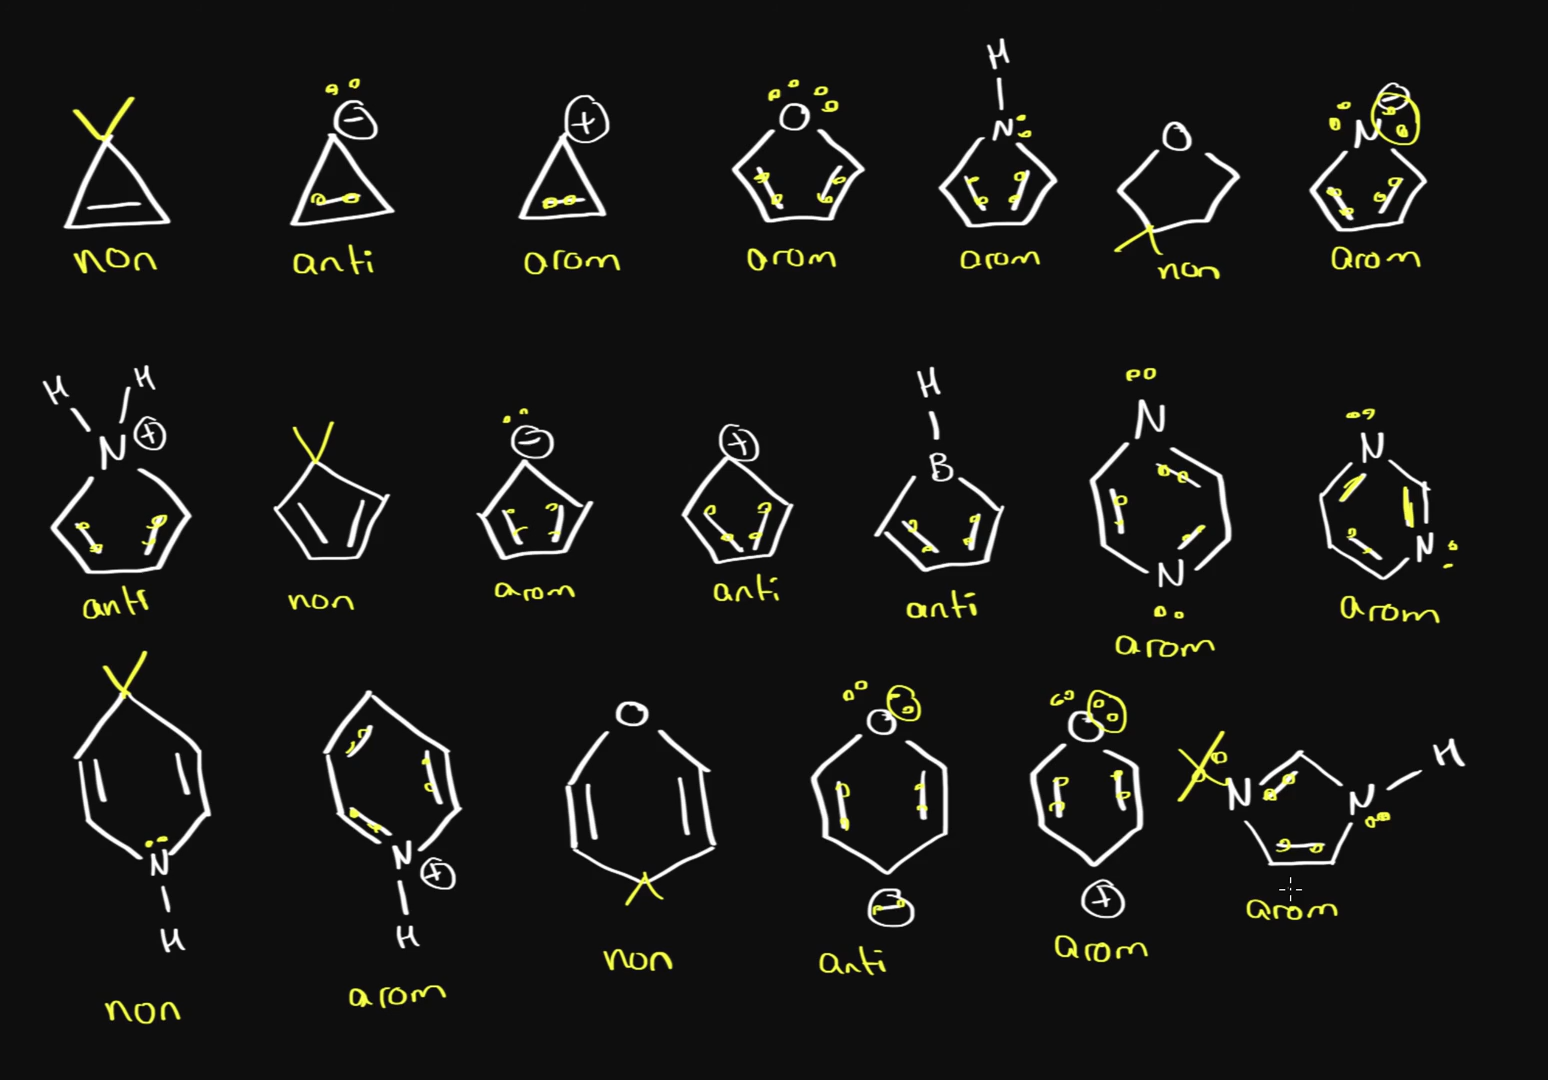 H
⊖ ⊕ O N O N ⊖
non anti arom arom arom non arom
H H H N
N ⊕ ⊖ ⊕ B N
N N
anti non arom anti anti arom arom
O O O N N H
N N ⊕
H H ⊖ ⊕ arom
non anti arom
non arom